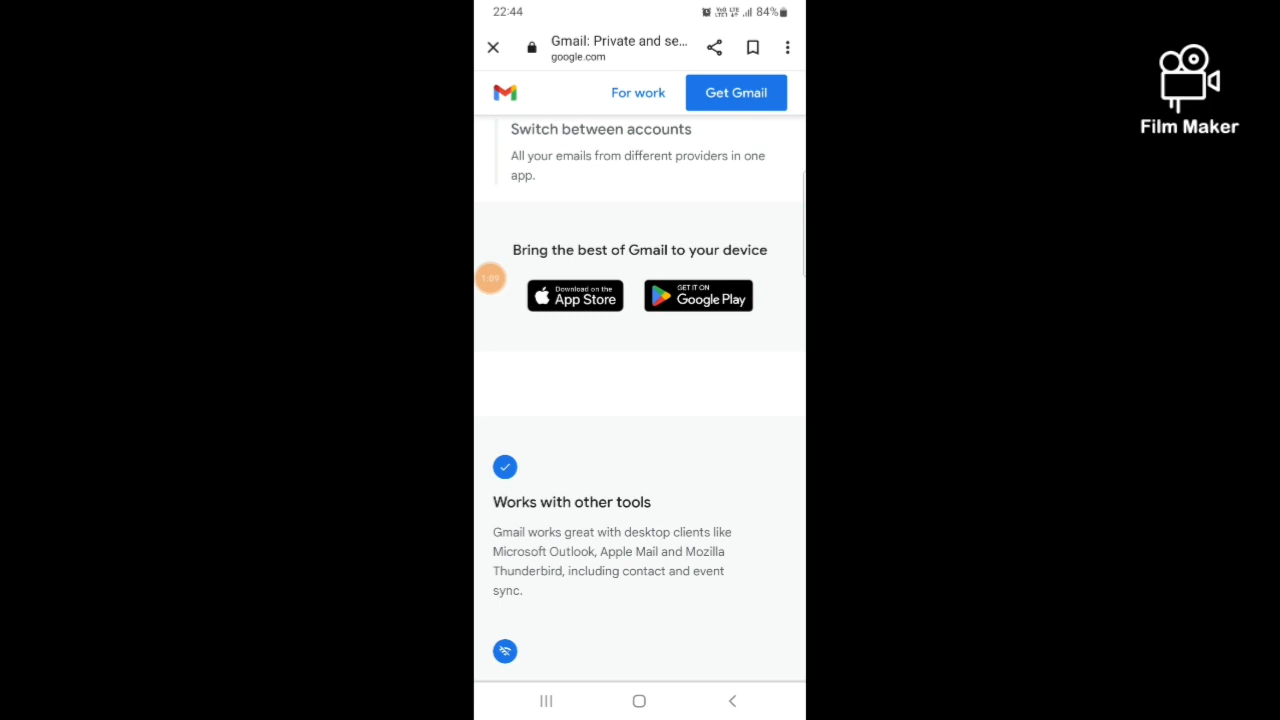 22:44
84%
Gmail: Private and se...
google.com
For work
Get Gmail
Film Maker
Switch between accounts
All your emails from different providers in one
app.
Bring the best of Gmail to your device
1:09
Download on the
App Store
GET IT ON
Google Play
Works with other tools
Gmail works great with desktop clients like
Microsoft Outlook, Apple Mail and Mozilla
Thunderbird, including contact and event
sync.